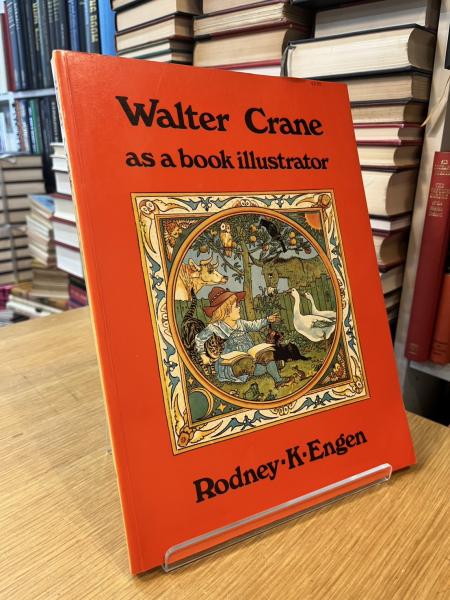 Walter Crane
as a book illustrator
Rodney·K·Engen